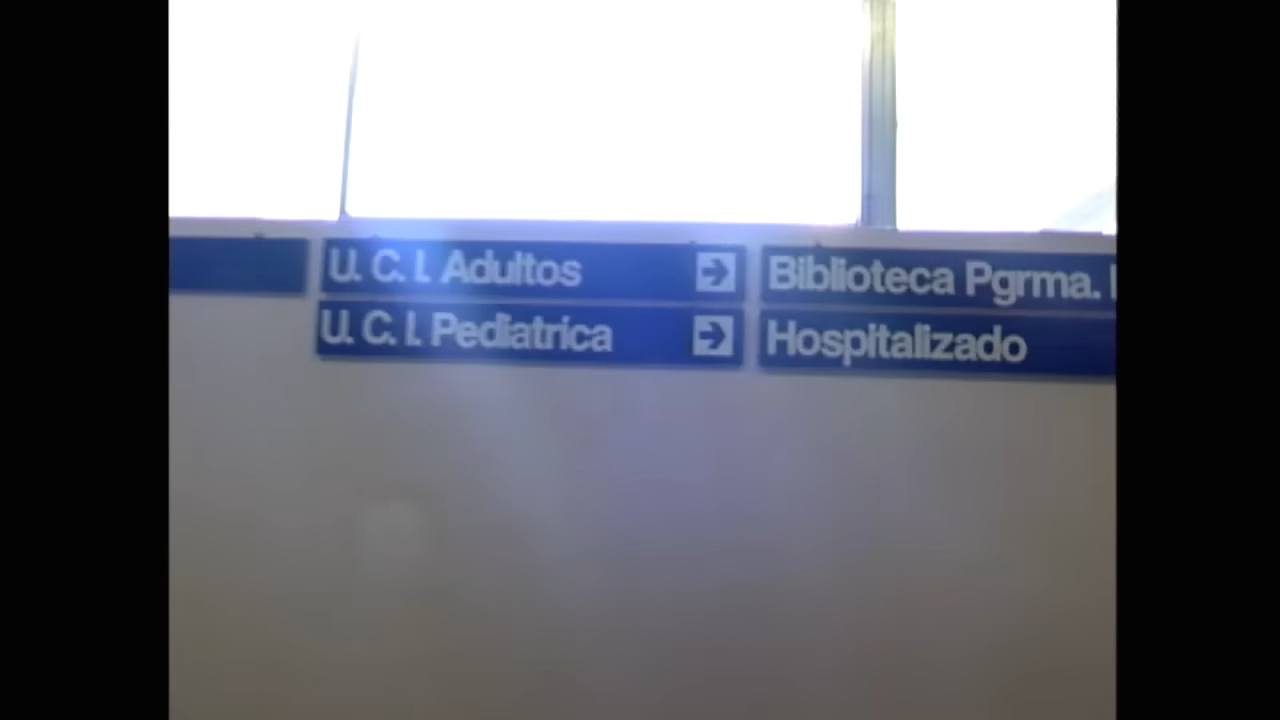 U. C. I. Adultos
U. C. I. Pediatrica
Biblioteca Pgrma.
Hospitalizado